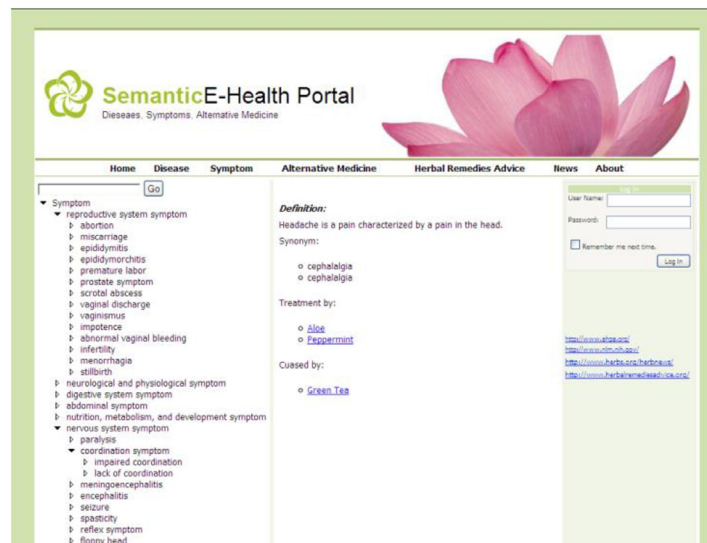 SemanticE-Health Portal
Dieseaes, Symptoms, Alternative Medicine
Home Disease Symptom Alternative Medicine Herbal Remedies Advice News About
Go
Symptom
reproductive system symptom
abortion
miscarriage
epididymitis
epididymorchitis
premature labor
prostate symptom
scrotal abscess
vaginal discharge
vaginismus
impotence
abnormal vaginal bleeding
infertility
menorrhagia
stillbirth
neurological and physiological symptom
digestive system symptom
abdominal symptom
nutrition, metabolism, and development symptom
nervous system symptom
paralysis
coordination symptom
impaired coordination
lack of coordination
meningoencephalitis
encephalitis
seizure
spasticity
reflex symptom
floppy head
Definition:
Headache is a pain characterized by a pain in the head.
Synonym:
cephalalgia
cephalalgia
Treatment by:
Aloe
Peppermint
Cuased by:
Green Tea
Log In
User Name:
Password:
Remember me next time.
Log In
http://www.nlm.nih.gov/
http://www.herbs.org/herbnews/
http://www.herbalremediesadvice.org/